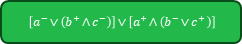 [a⁻ ∨ (b⁺ ∧ c⁻)] ∨ [a⁺ ∧ (b⁻ ∨ c⁺)]